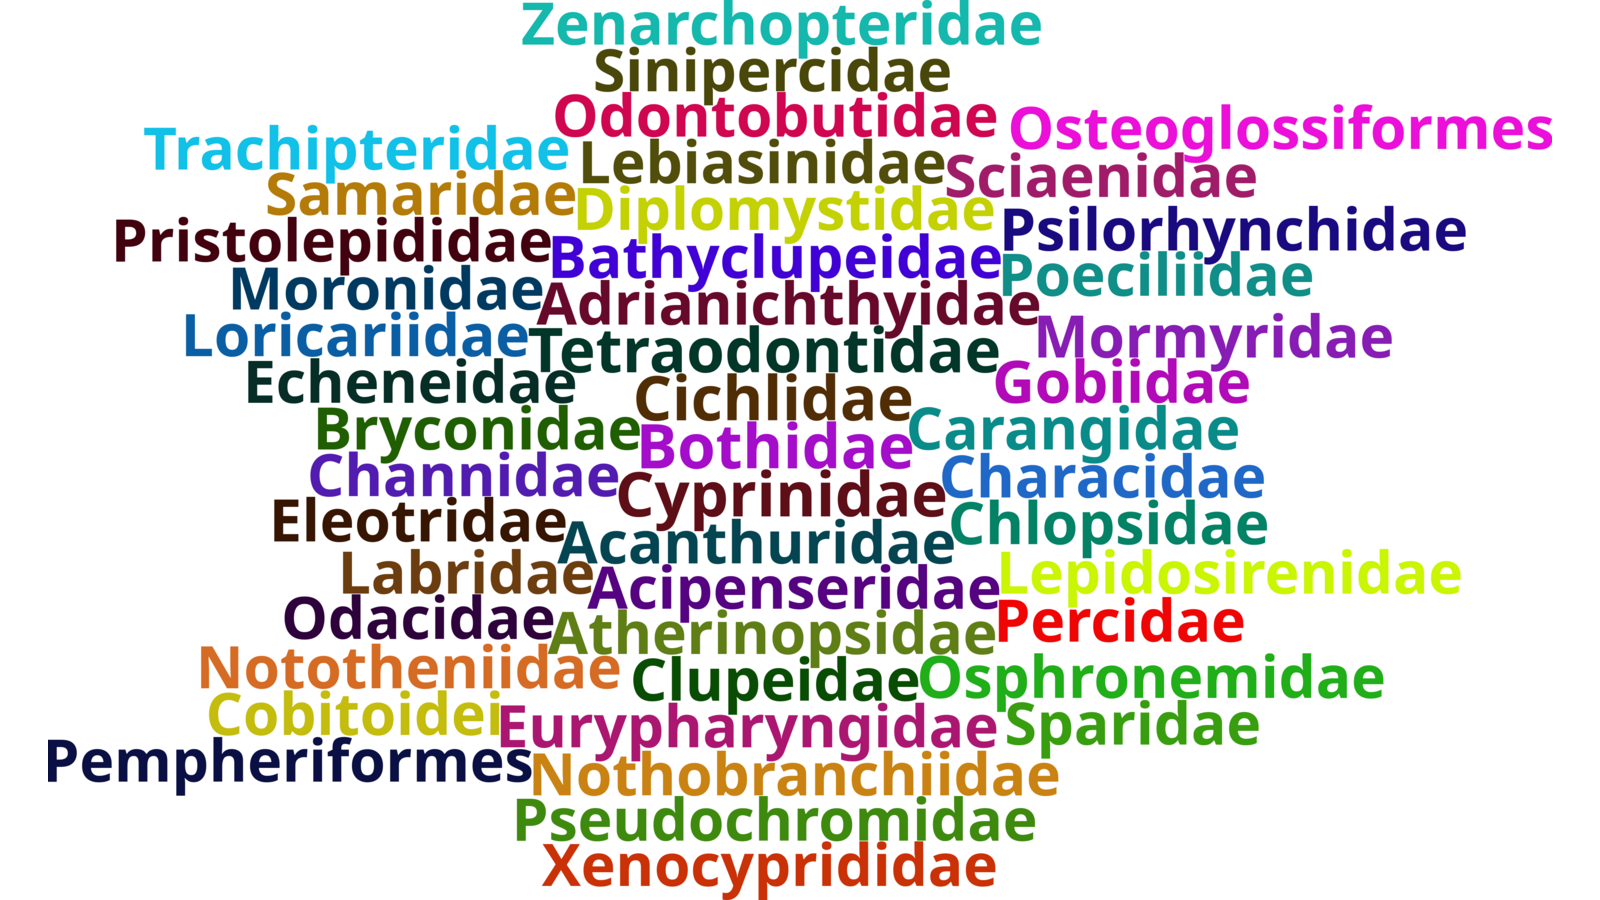 Zenarchopteridae
Sinipercidae
Odontobutidae
Osteoglossiformes
Trachipteridae
Lebiasinidae
Sciaenidae
Samaridae
Diplomystidae
Psilorhynchidae
Pristolepididae
Bathyclupeidae
Poeciliidae
Moronidae
Adrianichthyidae
Loricariidae
Tetraodontidae
Mormyridae
Echeneidae
Cichlidae
Gobiidae
Bryconidae
Bothidae
Carangidae
Channidae
Cyprinidae
Characidae
Eleotridae
Acanthuridae
Chlopsidae
Labridae
Acipenseridae
Lepidosirenidae
Odacidae
Atherinopsidae
Percidae
Nototheniidae
Clupeidae
Osphronemidae
Cobitoidei
Eurypharyngidae
Sparidae
Pempheriformes
Nothobranchiidae
Pseudochromidae
Xenocyprididae